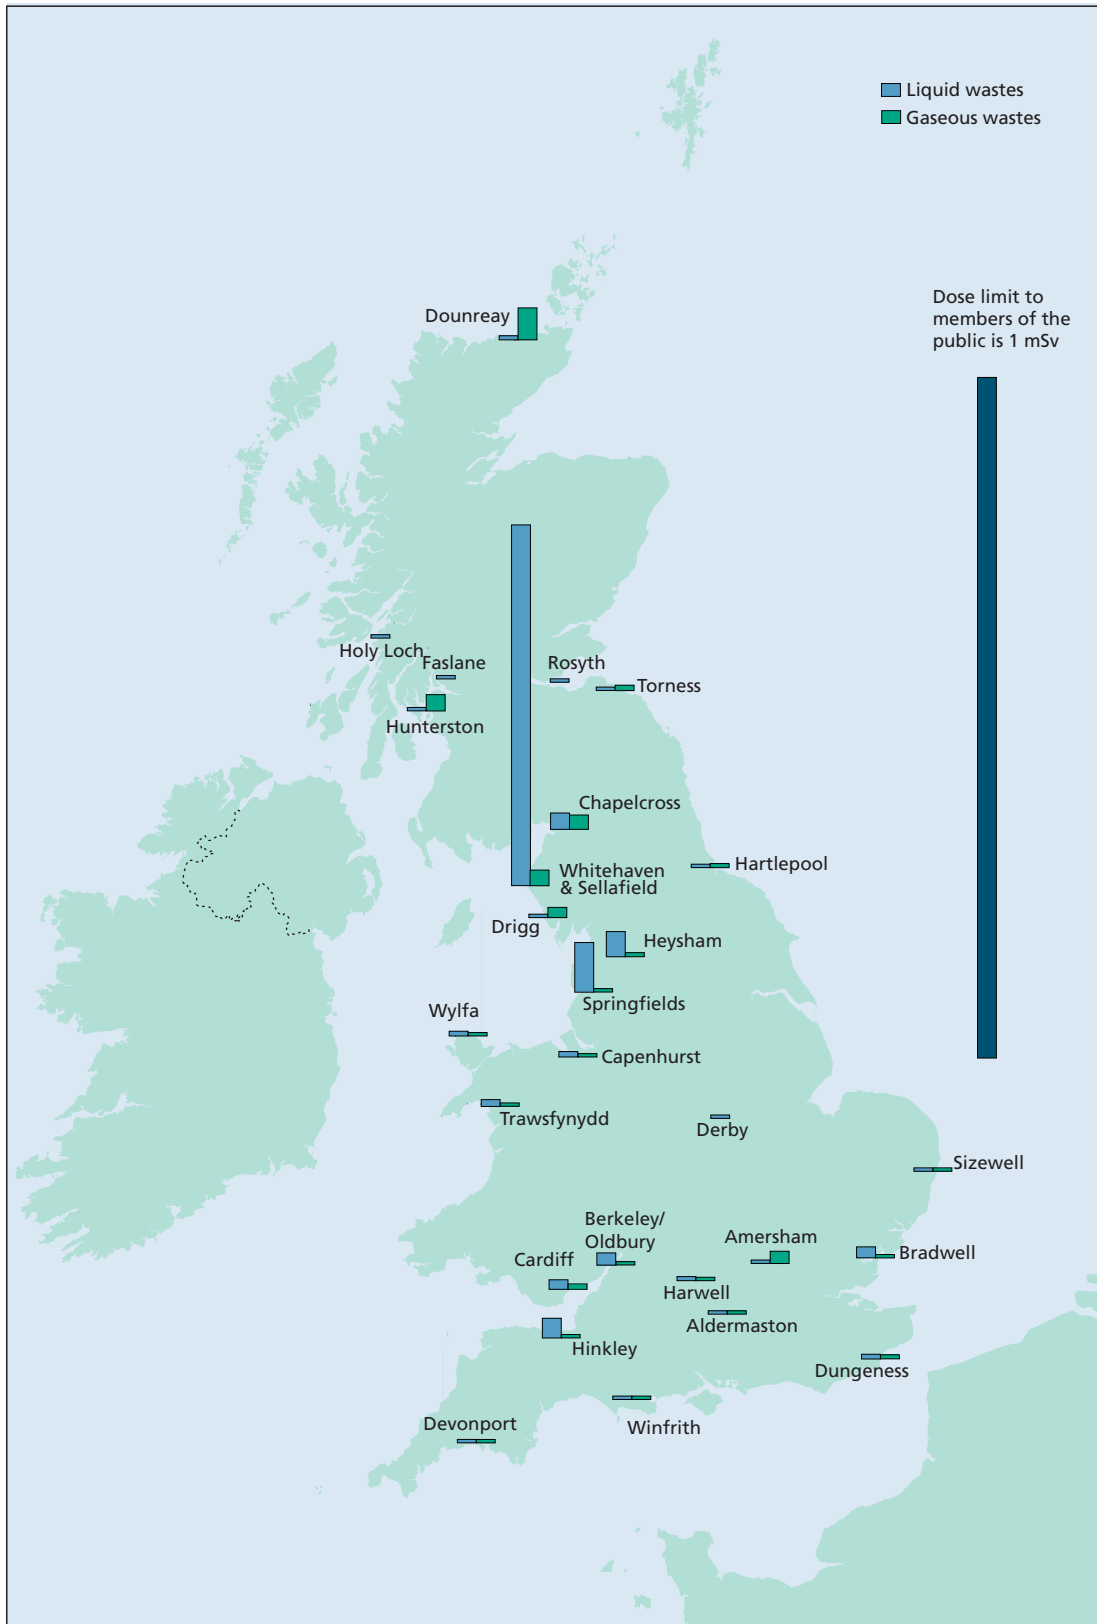 Liquid wastes
Gaseous wastes
Dose limit to
members of the
public is 1 mSv
Dounreay
Holy Loch
Faslane
Rosyth
Torness
Hunterston
Chapelcross
Hartlepool
Whitehaven
& Sellafield
Drigg
Heysham
Springfields
Wylfa
Capenhurst
Trawsfynydd
Derby
Sizewell
Berkeley/
Oldbury
Amersham
Bradwell
Cardiff
Harwell
Aldermaston
Hinkley
Dungeness
Winfrith
Devonport